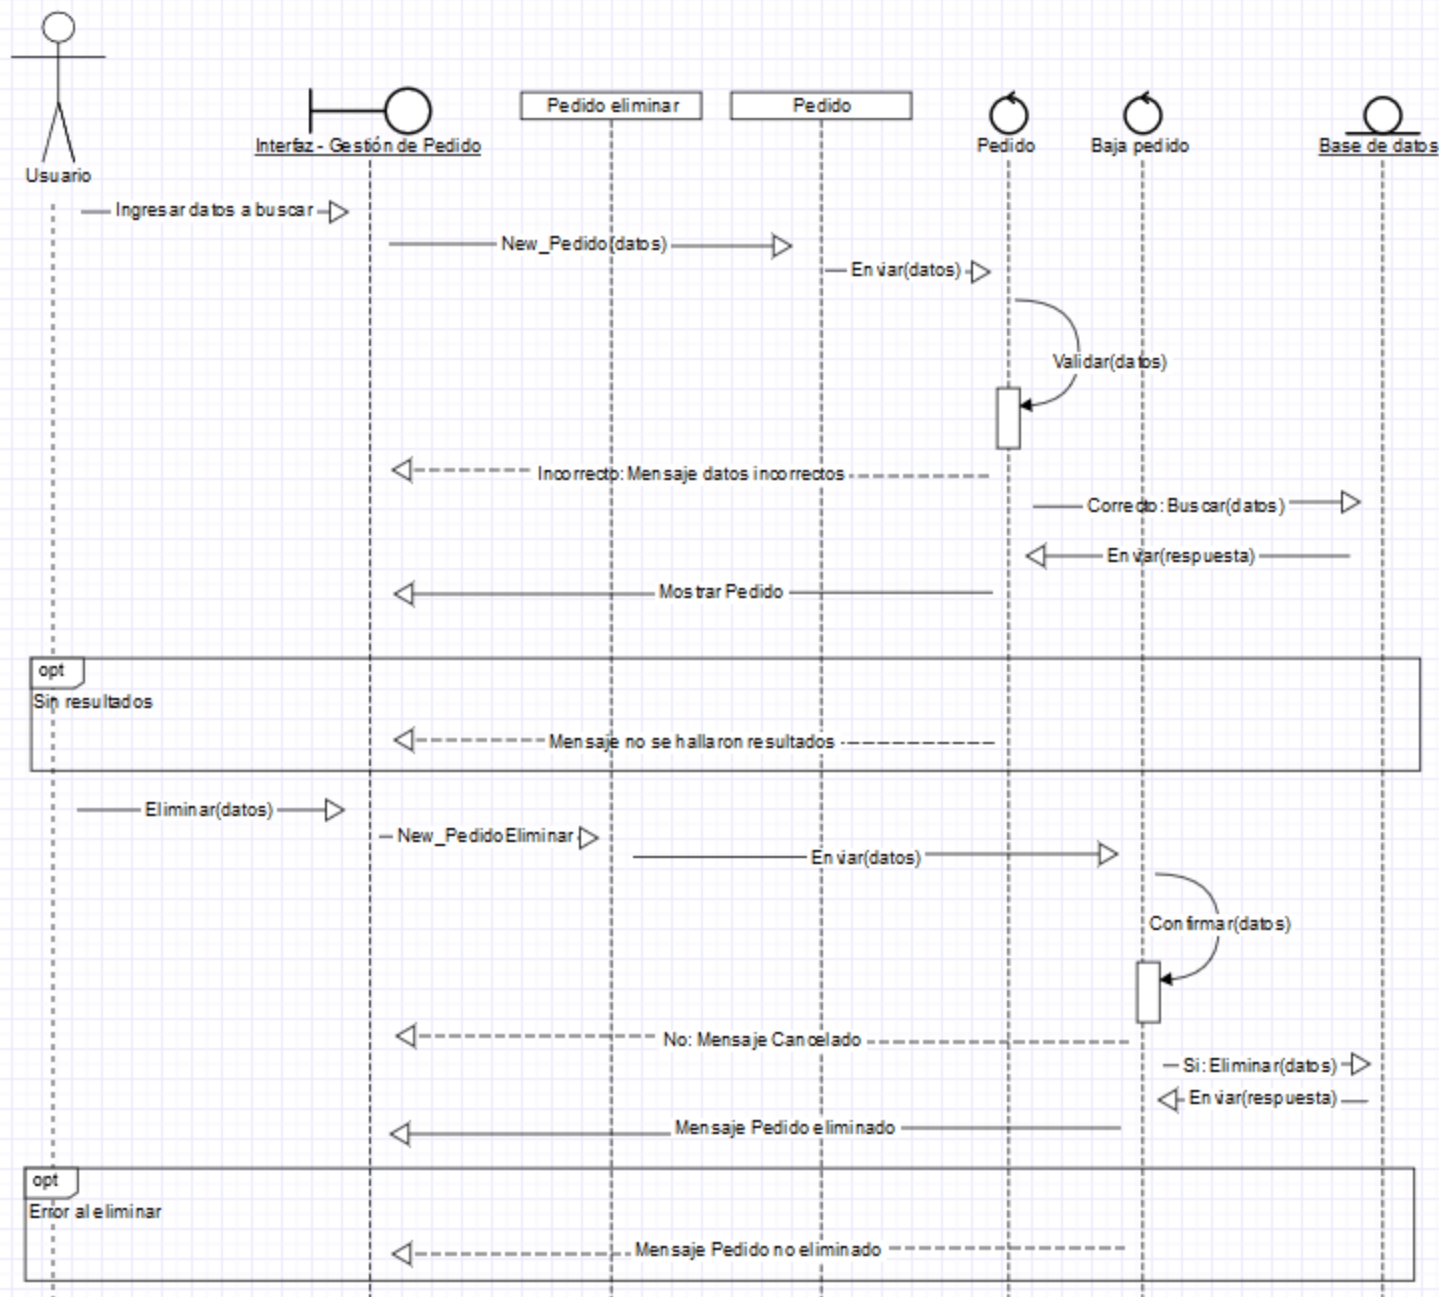 Usuario
Interfaz - Gestión de Pedido
Pedido eliminar
Pedido
Pedido
Baja pedido
Base de datos
Ingresar datos a buscar
New_Pedido(datos)
Enviar(datos)
Validar(datos)
Incorrecto: Mensaje datos incorrectos
Correcto: Buscar(datos)
Enviar(respuesta)
Mostrar Pedido
opt
Sin resultados
Mensaje no se hallaron resultados
Eliminar(datos)
New_PedidoEliminar
Enviar(datos)
Confirmar(datos)
No: Mensaje Cancelado
Si: Eliminar(datos)
Enviar(respuesta)
Mensaje Pedido eliminado
opt
Error al eliminar
Mensaje Pedido no eliminado